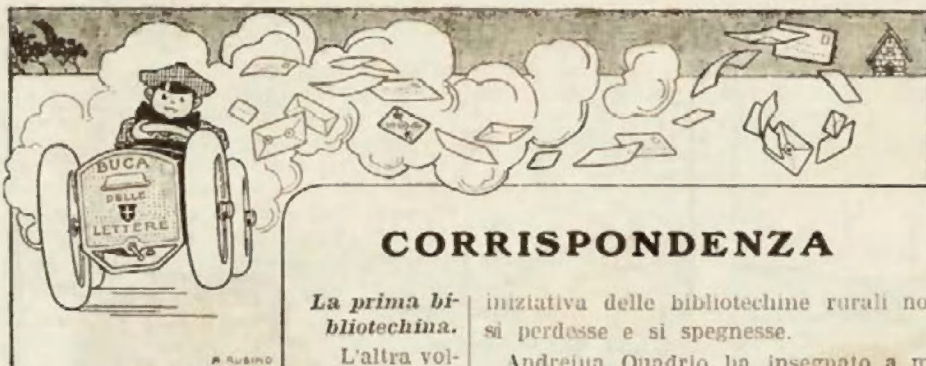 BUCA
DELLE
LETTERE
A. RUBINO
CORRISPONDENZA
La prima bi-
bliotechina.
L'altra vol-
iniziativa delle bibliotechine rurali no
si perdesse e si spegnesse.
Andreina Quadrio ha insegnato a m